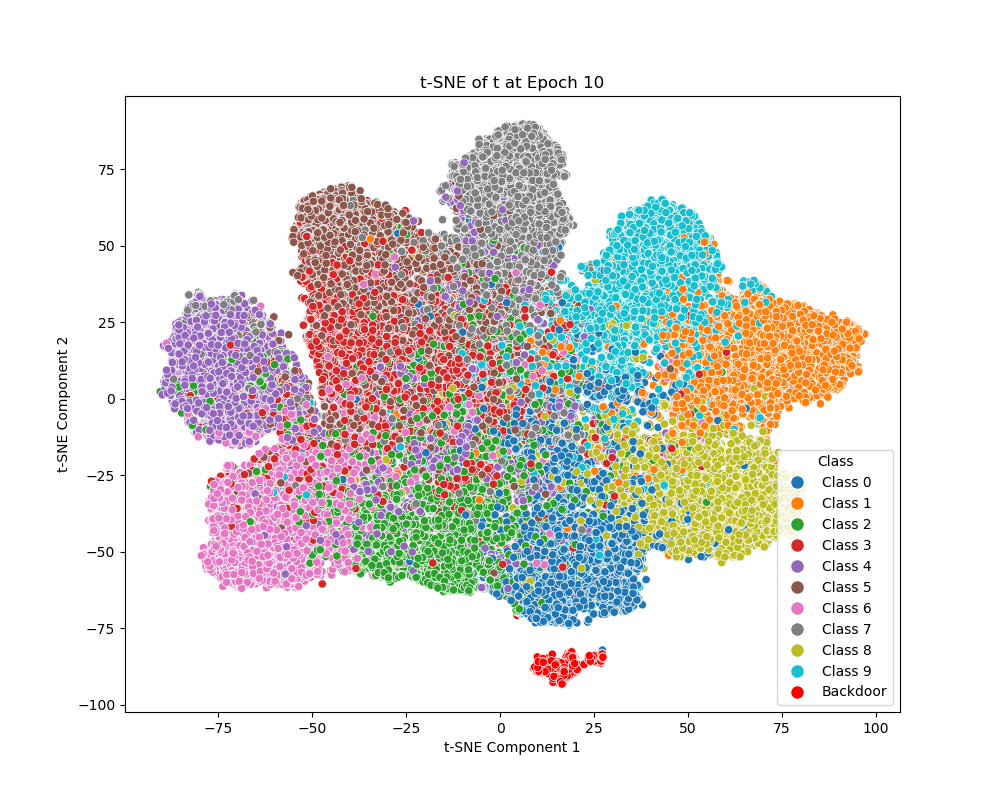 t-SNE of t at Epoch 10
t-SNE Component 2
75
50
25
0
−25
−50
−75
−100
−75
−50
−25
0
25
50
75
100
t-SNE Component 1
Class
Class 0
Class 1
Class 2
Class 3
Class 4
Class 5
Class 6
Class 7
Class 8
Class 9
Backdoor